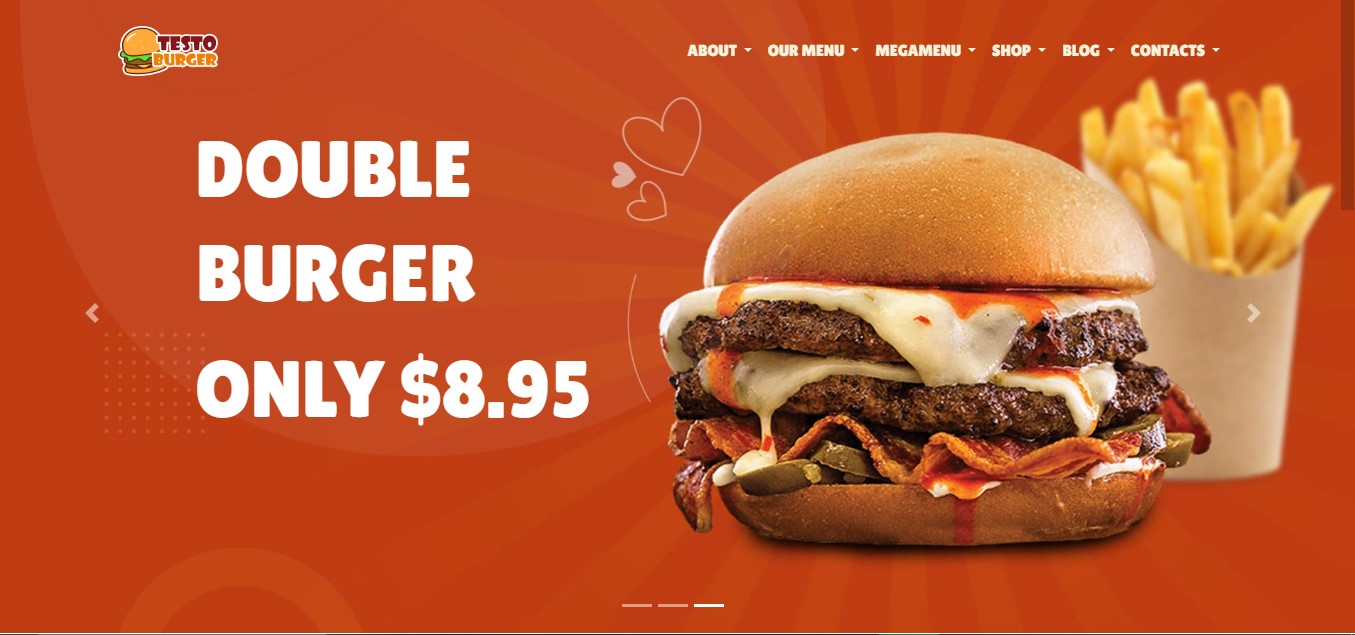 TESTO
BURGER
ABOUT OUR MENU MEGAMENU SHOP BLOG CONTACTS
DOUBLE
BURGER
ONLY $8.95